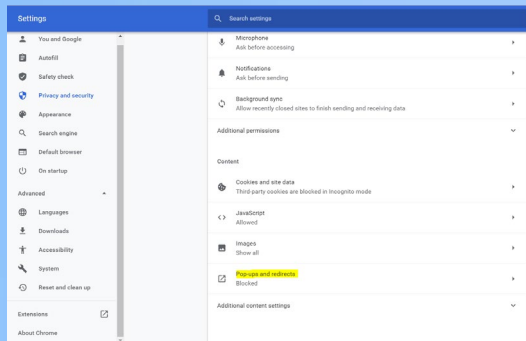 Settings
Search settings
You and Google
Autofill
Safety check
Privacy and security
Appearance
Search engine
Default browser
On startup
Advanced
Languages
Downloads
Accessibility
System
Reset and clean up
Extensions
About Chrome
Microphone
Ask before accessing
Notifications
Ask before sending
Background sync
Allow recently closed sites to finish sending and receiving data
Additional permissions
Content
Cookies and site data
Third-party cookies are blocked in Incognito mode
JavaScript
Allowed
Images
Show all
Pop-ups and redirects
Blocked
Additional content settings